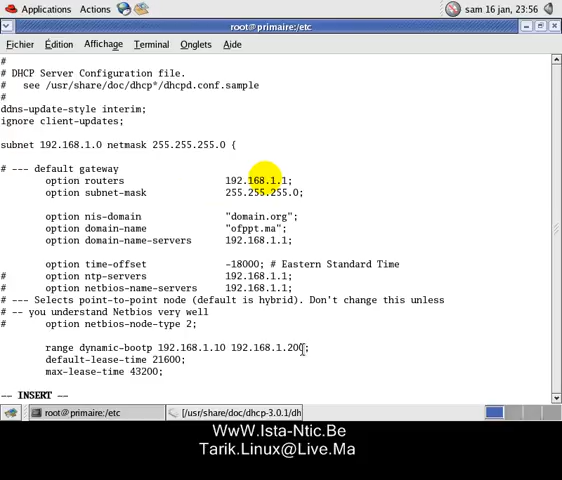 Applications Actions sam 16 jan, 23:56
root@primaire:/etc
Fichier Édition Affichage Terminal Onglets Aide
#
# DHCP Server Configuration file.
#   see /usr/share/doc/dhcp*/dhcpd.conf.sample
#
ddns-update-style interim;
ignore client-updates;
subnet 192.168.1.0 netmask 255.255.255.0 {
# --- default gateway
option routers 192.168.1.1;
option subnet-mask 255.255.255.0;
option nis-domain "domain.org";
option domain-name "ofppt.ma";
option domain-name-servers 192.168.1.1;
option time-offset -18000; # Eastern Standard Time
# option ntp-servers 192.168.1.1;
# option netbios-name-servers 192.168.1.1;
# --- Selects point-to-point node (default is hybrid). Don't change this unless
# -- you understand Netbios very well
# option netbios-node-type 2;
range dynamic-bootp 192.168.1.10 192.168.1.200;
default-lease-time 21600;
max-lease-time 43200;
-- INSERT --
root@primaire:/etc [/usr/share/doc/dhcp-3.0.1/dh
WwW.Ista-Ntic.Be
Tarik.Linux@Live.Ma